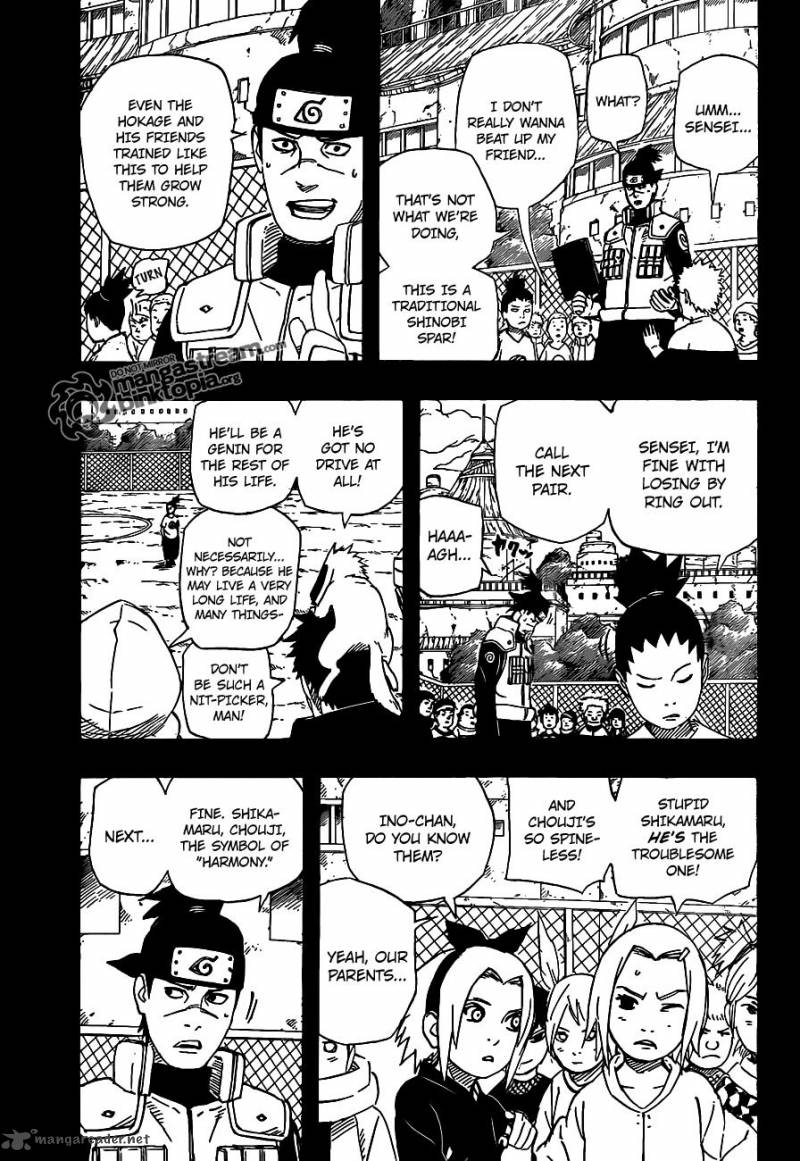 UMM...
SENSEI...
WHAT?
I DON'T
REALLY WANNA
BEAT UP MY
FRIEND...
THAT'S NOT
WHAT WE'RE
DOING,
THIS IS A
TRADITIONAL
SHINOBI
SPAR!
EVEN THE
HOKAGE AND
HIS FRIENDS
TRAINED LIKE
THIS TO HELP
THEM GROW
STRONG.
TURN
SENSEI, I'M
FINE WITH
LOSING BY
RING OUT.
CALL
THE NEXT
PAIR.
HAAA-
AGH...
ガクッ
HE'S
GOT NO
DRIVE AT
ALL!
HE'LL BE A
GENIN FOR
THE REST OF
HIS LIFE.
NOT
NECESSARILY...
WHY? BECAUSE HE
MAY LIVE A VERY
LONG LIFE, AND
MANY THINGS-
DON'T
BE SUCH A
NIT-PICKER,
MAN!
STUPID
SHIKAMARU,
HE'S THE
TROUBLESOME
ONE!
AND
CHOUJI'S
SO SPINE-
LESS!
INO-CHAN,
DO YOU KNOW
THEM?
YEAH, OUR
PARENTS...
FINE. SHIKA-
MARU, CHOUJI,
THE SYMBOL OF
"HARMONY."
NEXT...
DO NOT MIRROR
mangastream.com
binktopia.org
mangareader.net